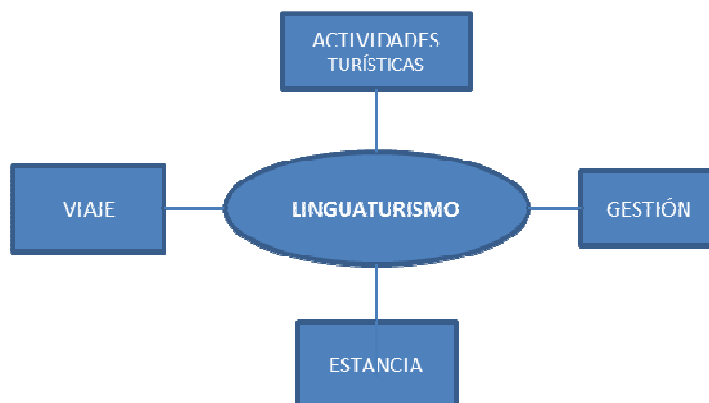 ACTIVIDADES
TURÍSTICAS
VIAJE
LINGUATURISMO
GESTIÓN
ESTANCIA